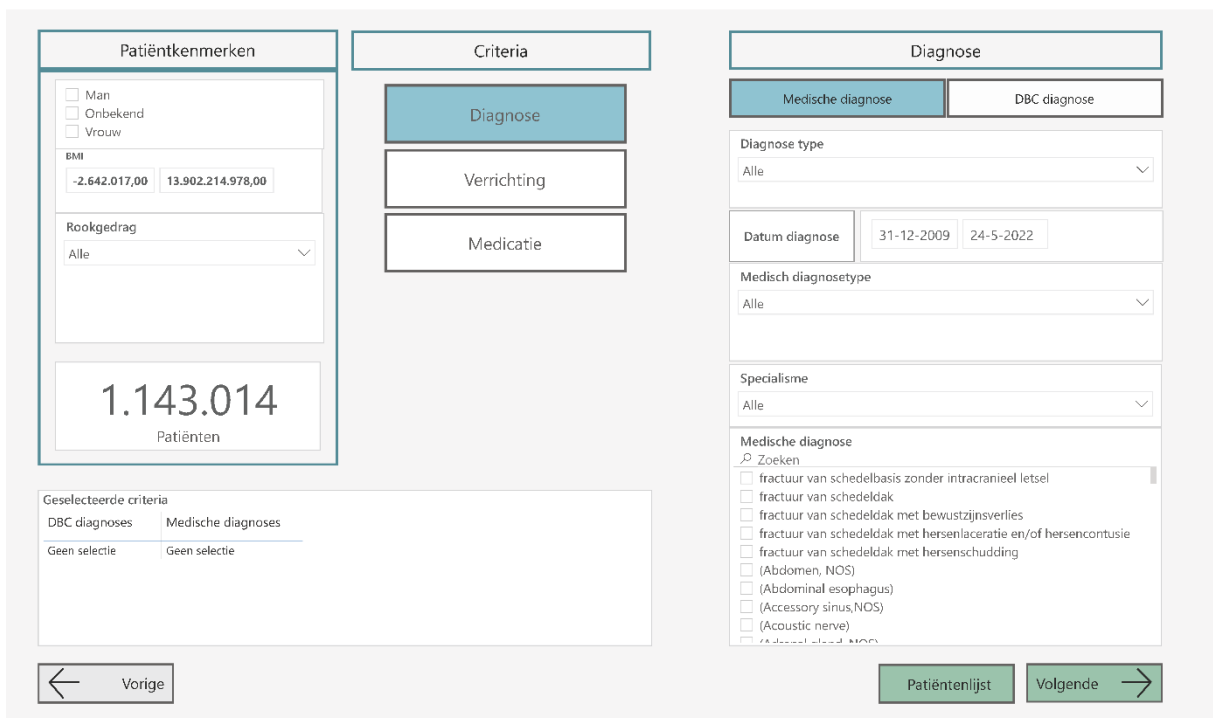 Patiëntkenmerken
Man
Onbekend
Vrouw
BMI
-2.642.017,00 13.902.214.978,00
Rookgedrag
Alle
1.143.014
Patiënten
Criteria
Diagnose
Verrichting
Medicatie
Diagnose
Medische diagnose DBC diagnose
Diagnose type
Alle
Datum diagnose 31-12-2009 24-5-2022
Medisch diagnosetype
Alle
Specialisme
Alle
Medische diagnose
Zoeken
fractuur van schedelbasis zonder intracranieel letsel
fractuur van schedeldak
fractuur van schedeldak met bewustzijnsverlies
fractuur van schedeldak met hersenlaceratie en/of hersencontusie
fractuur van schedeldak met hersenschudding
(Abdomen, NOS)
(Abdominal esophagus)
(Accessory sinus,NOS)
(Acoustic nerve)
(Adrenal gland, NOS)
Geselecteerde criteria
DBC diagnoses Medische diagnoses
Geen selectie Geen selectie
Vorige
Patiëntenlijst
Volgende